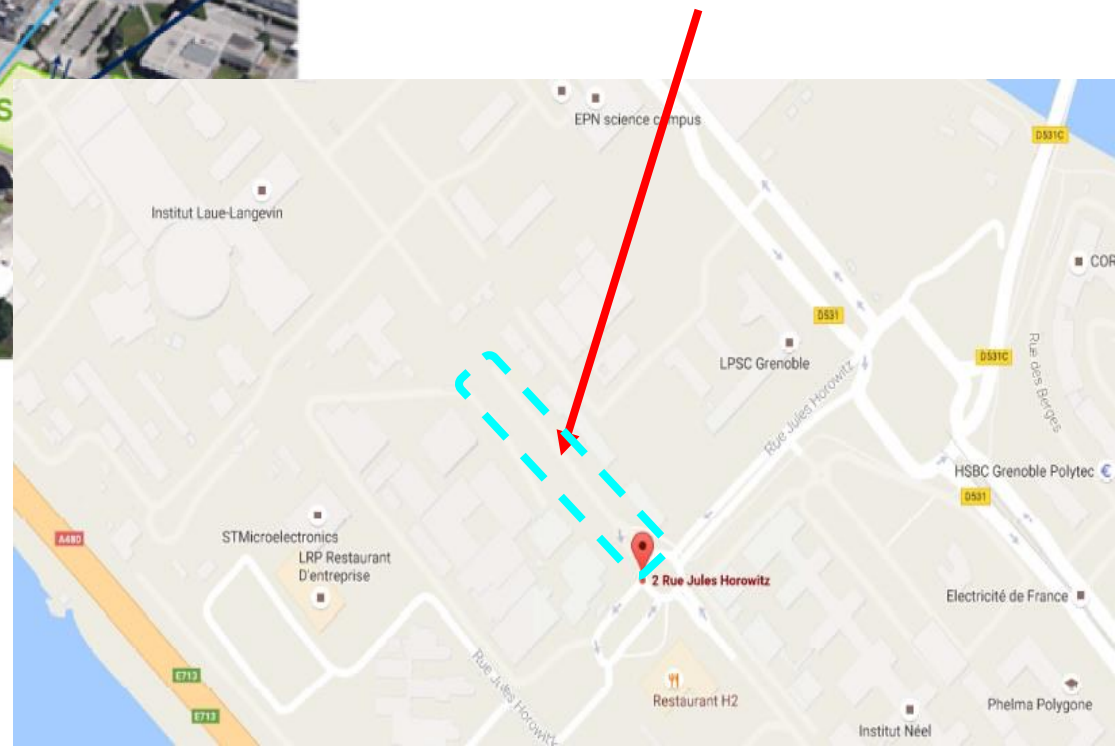 S
EPN science campus
D531C
Institut Laue-Langevin
COR
D531
LPSC Grenoble
D531C
Rue des Berges
Rue Jules Horowitz
HSBC Grenoble Polytec €
D531
A480
STMicroelectronics
LRP Restaurant
D'entreprise
2 Rue Jules Horowitz
Electricité de France
E713
Rue Jules Horowitz
E713
Restaurant H2
Phelma Polygone
Institut Néel